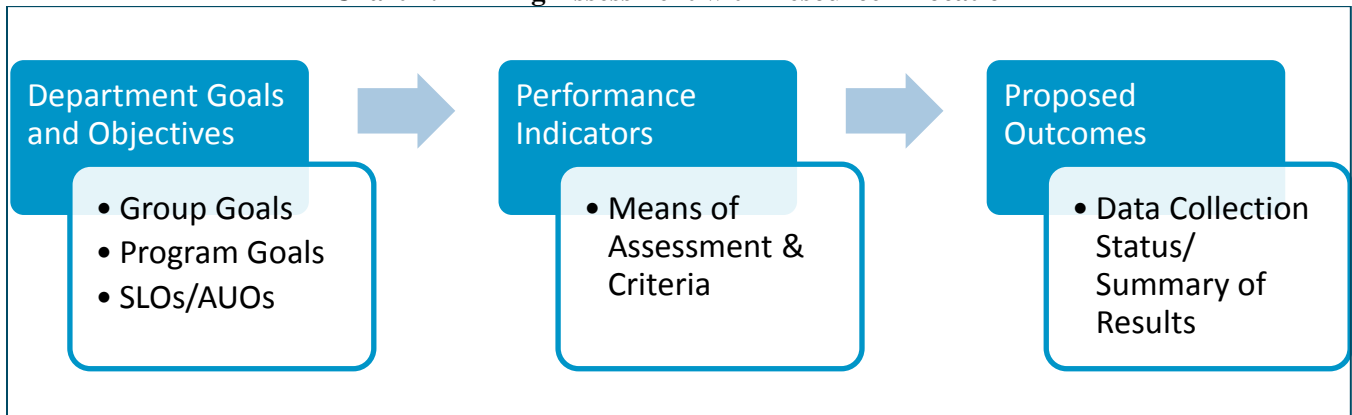 Department Goals
and Objectives
• Group Goals
• Program Goals
• SLOs/AUOs
Performance
Indicators
• Means of
Assessment &
Criteria
Proposed
Outcomes
• Data Collection
Status/
Summary of
Results